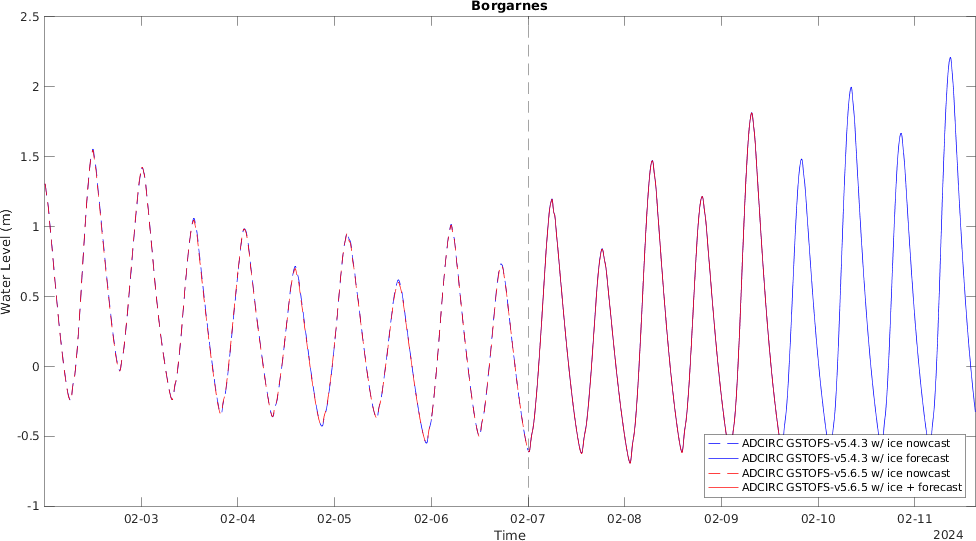 Borgarnes
2.5
2
1.5
1
0.5
0
-0.5
-1
Water Level (m)
ADCIRC GSTOFS-v5.4.3 w/ ice nowcast
ADCIRC GSTOFS-v5.4.3 w/ ice forecast
ADCIRC GSTOFS-v5.6.5 w/ ice nowcast
ADCIRC GSTOFS-v5.6.5 w/ ice + forecast
02-03 02-04 02-05 02-06 02-07 02-08 02-09 02-10 02-11
Time
2024